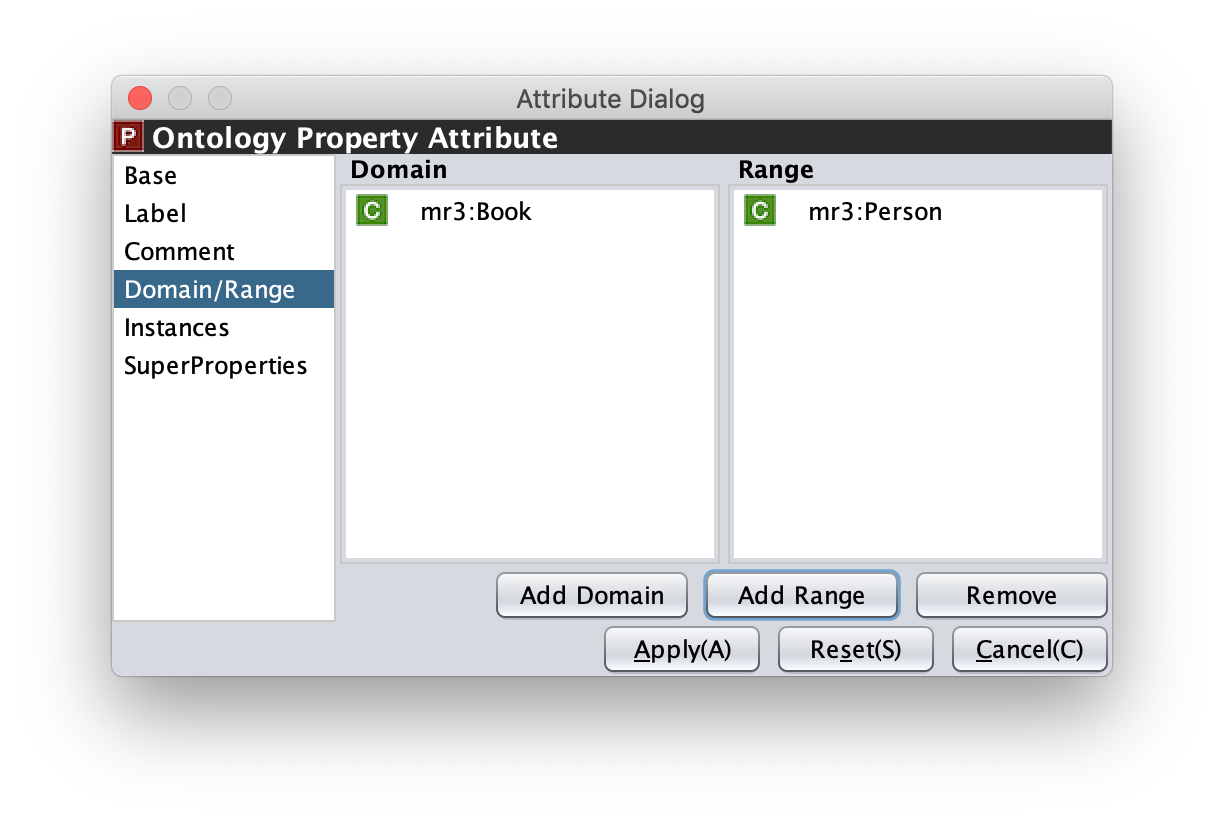 Attribute Dialog
P Ontology Property Attribute
Base
Label
Comment
Domain/Range
Instances
SuperProperties
Domain
C mr3:Book
Range
C mr3:Person
Add Domain
Add Range
Remove
Apply(A)
Reset(S)
Cancel(C)